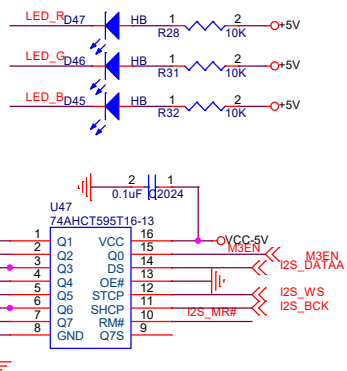 LED_R D47 HB 1 2 +5V
R28 10K
LED_G D46 HB 1 2 +5V
R31 10K
LED_B D45 HB 1 2 +5V
R32 10K
2 1
0.1uF C2024
U47
74AHCT595T16-13
VCC-5V
1 Q1 VCC 16
2 Q2 Q0 15 M3EN M3EN
3 Q3 DS 14 I2S_DATAA
4 Q4 OE# 13
5 Q5 STCP 12 I2S_WS
6 Q6 SHCP 11 I2S_BCK
7 Q7 RM# 10 I2S_MR#
8 GND Q7S 9